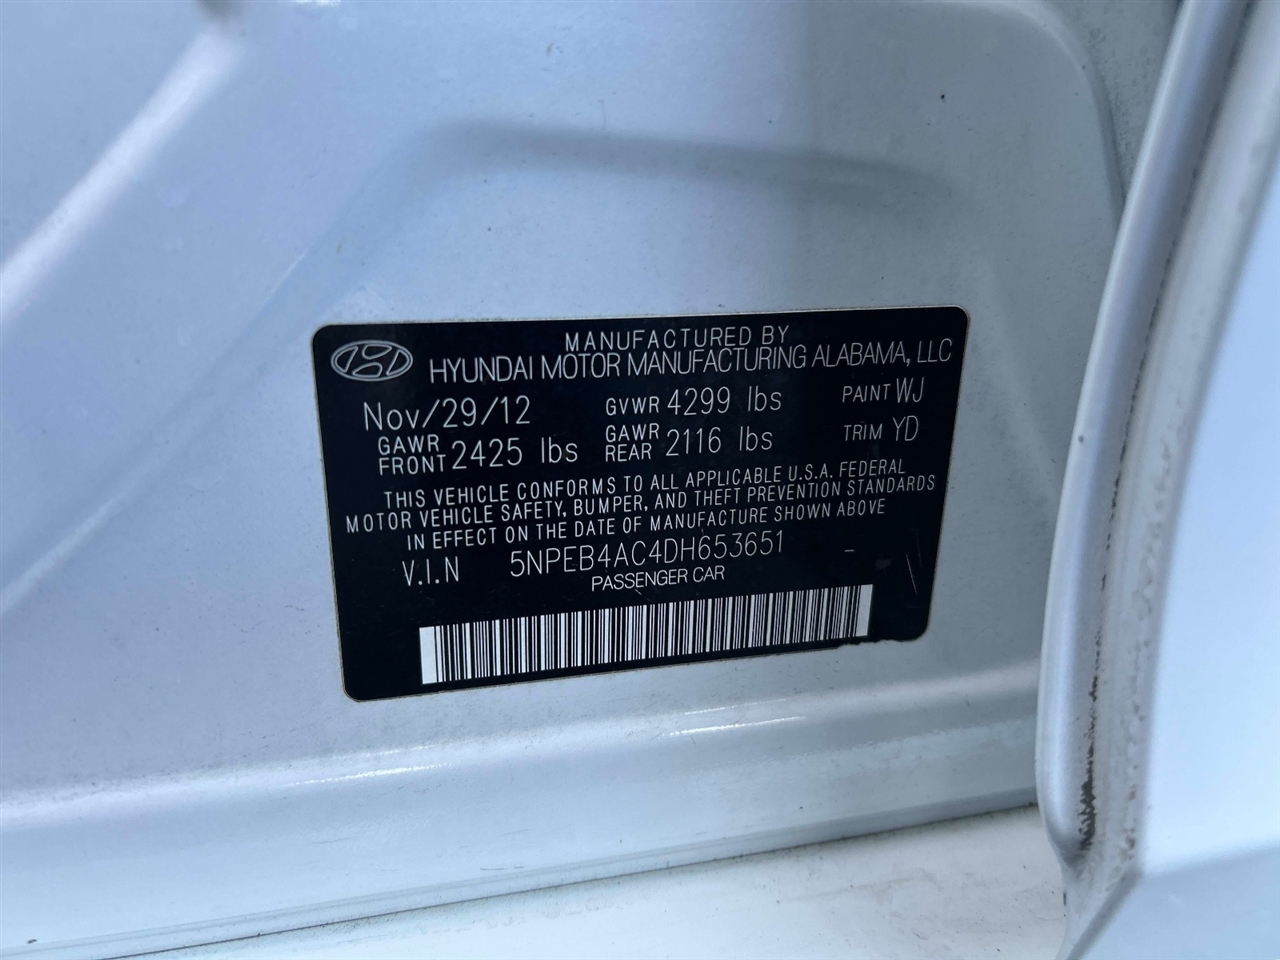 MANUFACTURED BY
HYUNDAI MOTOR MANUFACTURING ALABAMA, LLC
Nov/29/12 GVWR 4299 lbs PAINT WJ
GAWR FRONT 2425 lbs GAWR REAR 2116 lbs TRIM YD
THIS VEHICLE CONFORMS TO ALL APPLICABLE U.S.A. FEDERAL
MOTOR VEHICLE SAFETY, BUMPER, AND THEFT PREVENTION STANDARDS
IN EFFECT ON THE DATE OF MANUFACTURE SHOWN ABOVE
V.I.N 5NPEB4AC4DH653651 -
PASSENGER CAR